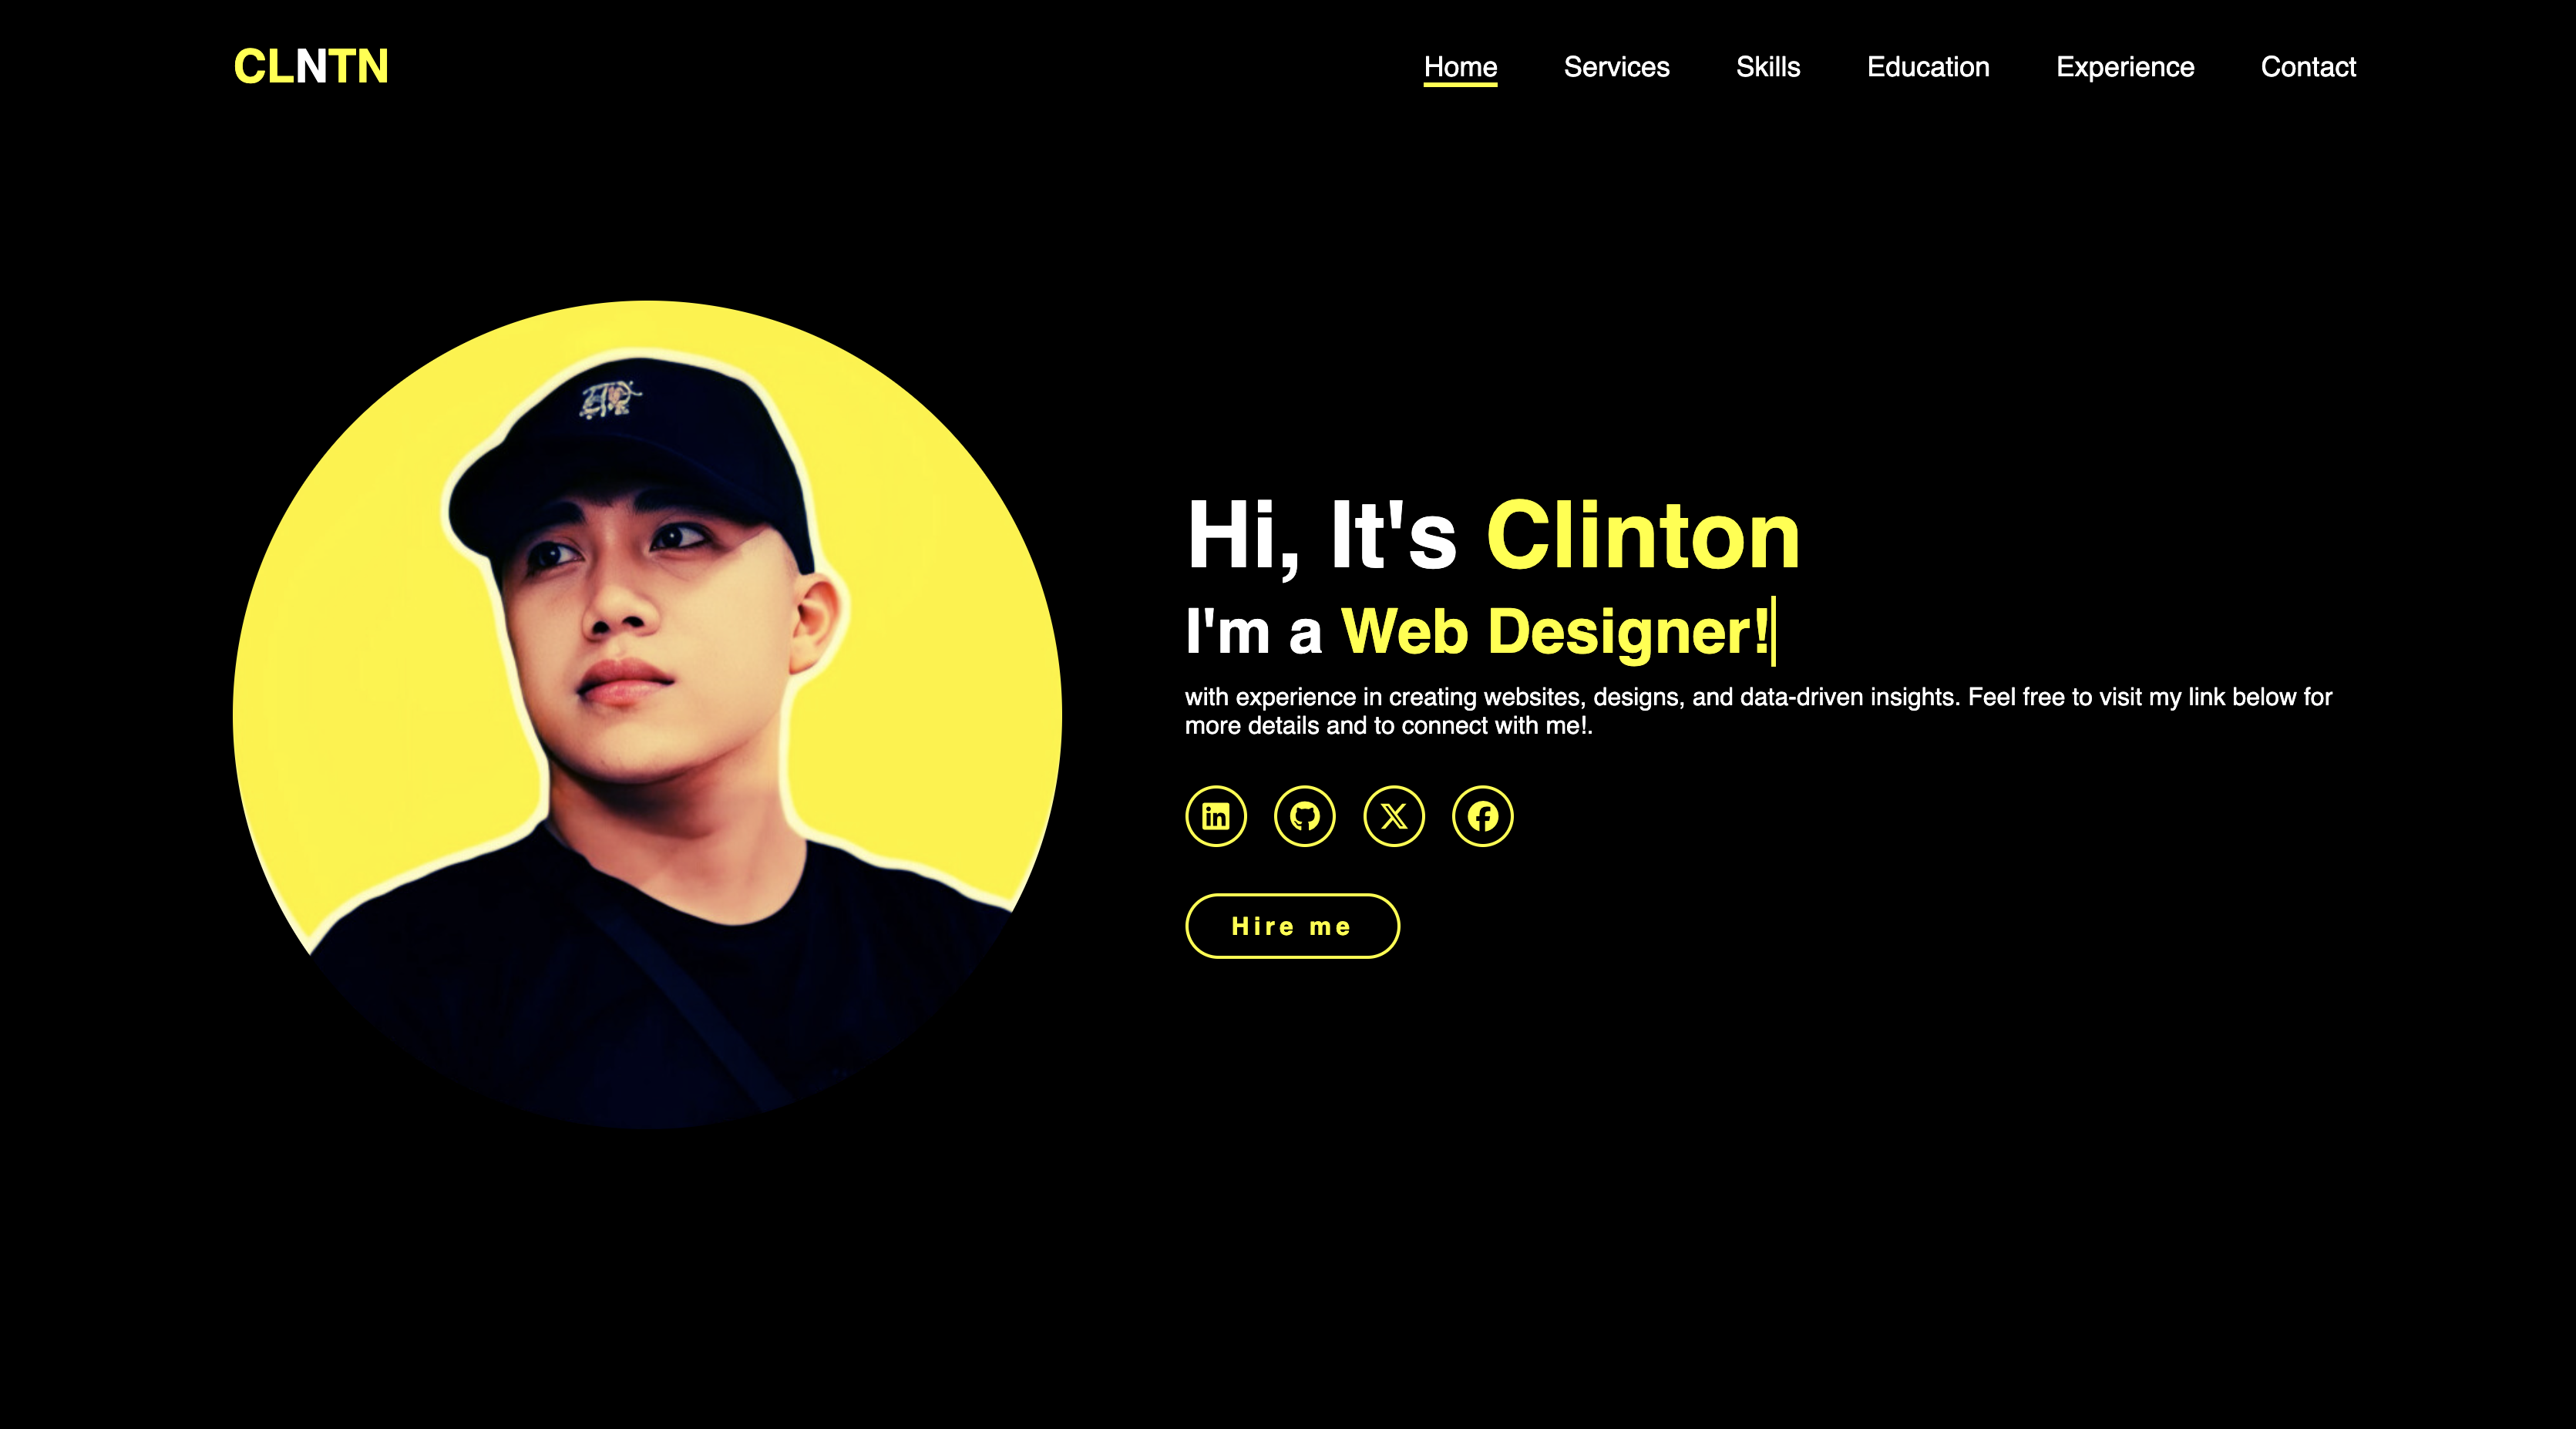 CLNTN
Home Services Skills Education Experience Contact
Hi, It's Clinton
I'm a Web Designer!
with experience in creating websites, designs, and data-driven insights. Feel free to visit my link below for
more details and to connect with me!.
Hire me